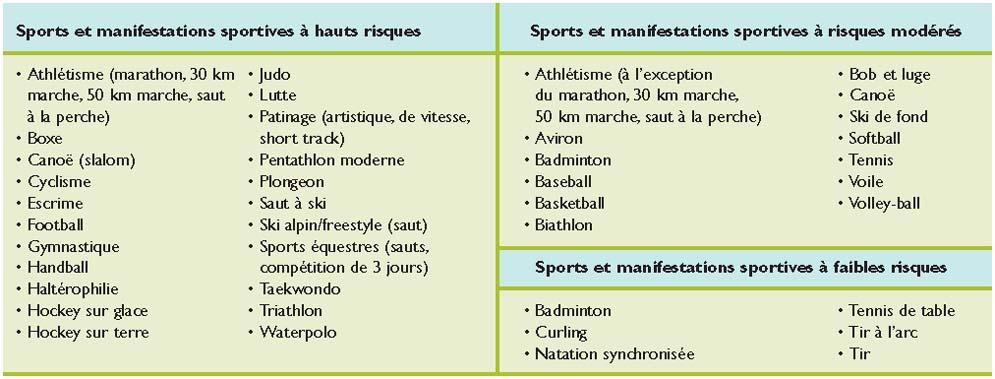 Sports et manifestations sportives à hauts risques
• Athlétisme (marathon, 30 km
marche, 50 km marche, saut
à la perche)
• Boxe
• Canoë (slalom)
• Cyclisme
• Escrime
• Football
• Gymnastique
• Handball
• Haltérophilie
• Hockey sur glace
• Hockey sur terre
• Judo
• Lutte
• Patinage (artistique, de vitesse,
short track)
• Pentathlon moderne
• Plongeon
• Saut à ski
• Ski alpin/freestyle (saut)
• Sports équestres (sauts,
compétition de 3 jours)
• Taekwondo
• Triathlon
• Waterpolo
Sports et manifestations sportives à risques modérés
• Athlétisme (à l'exception
du marathon, 30 km marche,
50 km marche, saut à la perche)
• Aviron
• Badminton
• Baseball
• Basketball
• Biathlon
• Bob et luge
• Canoë
• Ski de fond
• Softball
• Tennis
• Voile
• Volley-ball
Sports et manifestations sportives à faibles risques
• Badminton
• Curling
• Natation synchronisée
• Tennis de table
• Tir à l'arc
• Tir